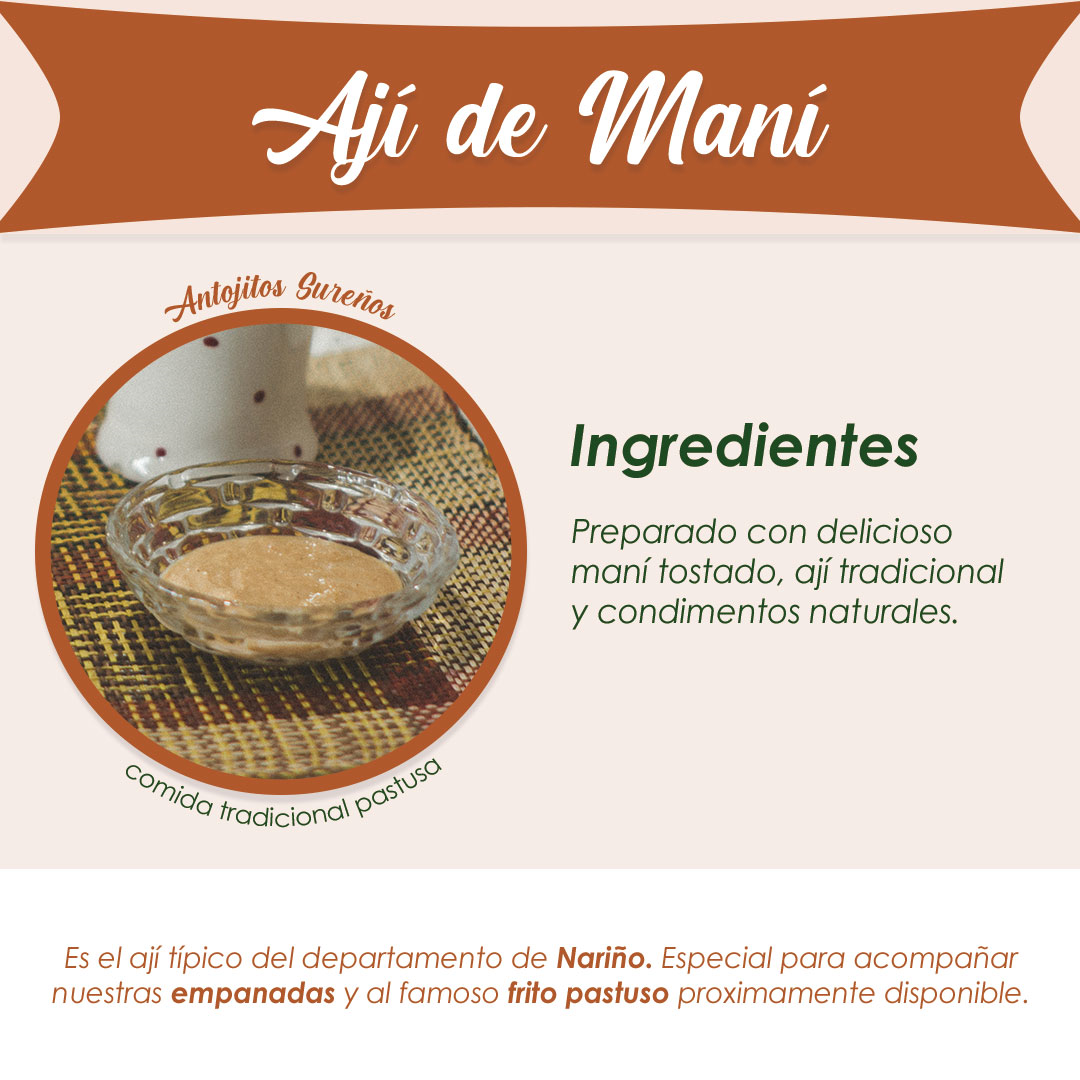 Ají de Maní
Antojitos Sureños
comida tradicional pastusa
Ingredientes
Preparado con delicioso
maní tostado, ají tradicional
y condimentos naturales.
Es el ají típico del departamento de Nariño. Especial para acompañar
nuestras empanadas y al famoso frito pastuso proximamente disponible.